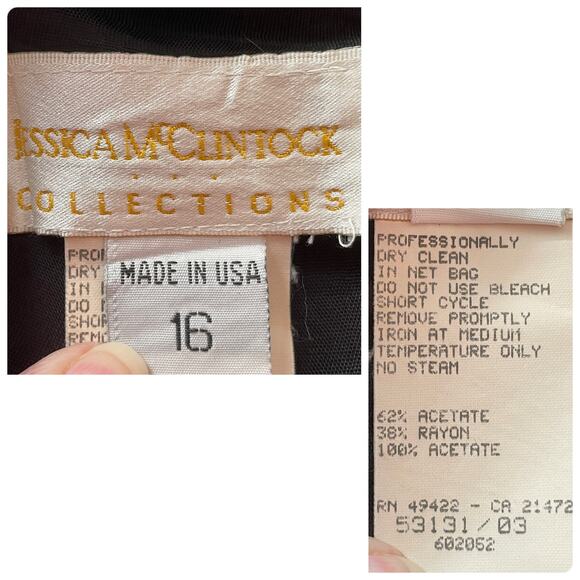 JESSICA McCLINTOCK
...
COLLECTIONS
MADE IN USA
16
DRY
IN
PROFESSIONALLY
DRY CLEAN
IN NET BAG
DO NOT USE BLEACH
SHORT CYCLE
REMOVE PROMPTLY
IRON AT MEDIUM
TEMPERATURE ONLY
NO STEAM
62% ACETATE
38% RAYON
100% ACETATE
RN 49422 - CA 21472
53131/03
602052